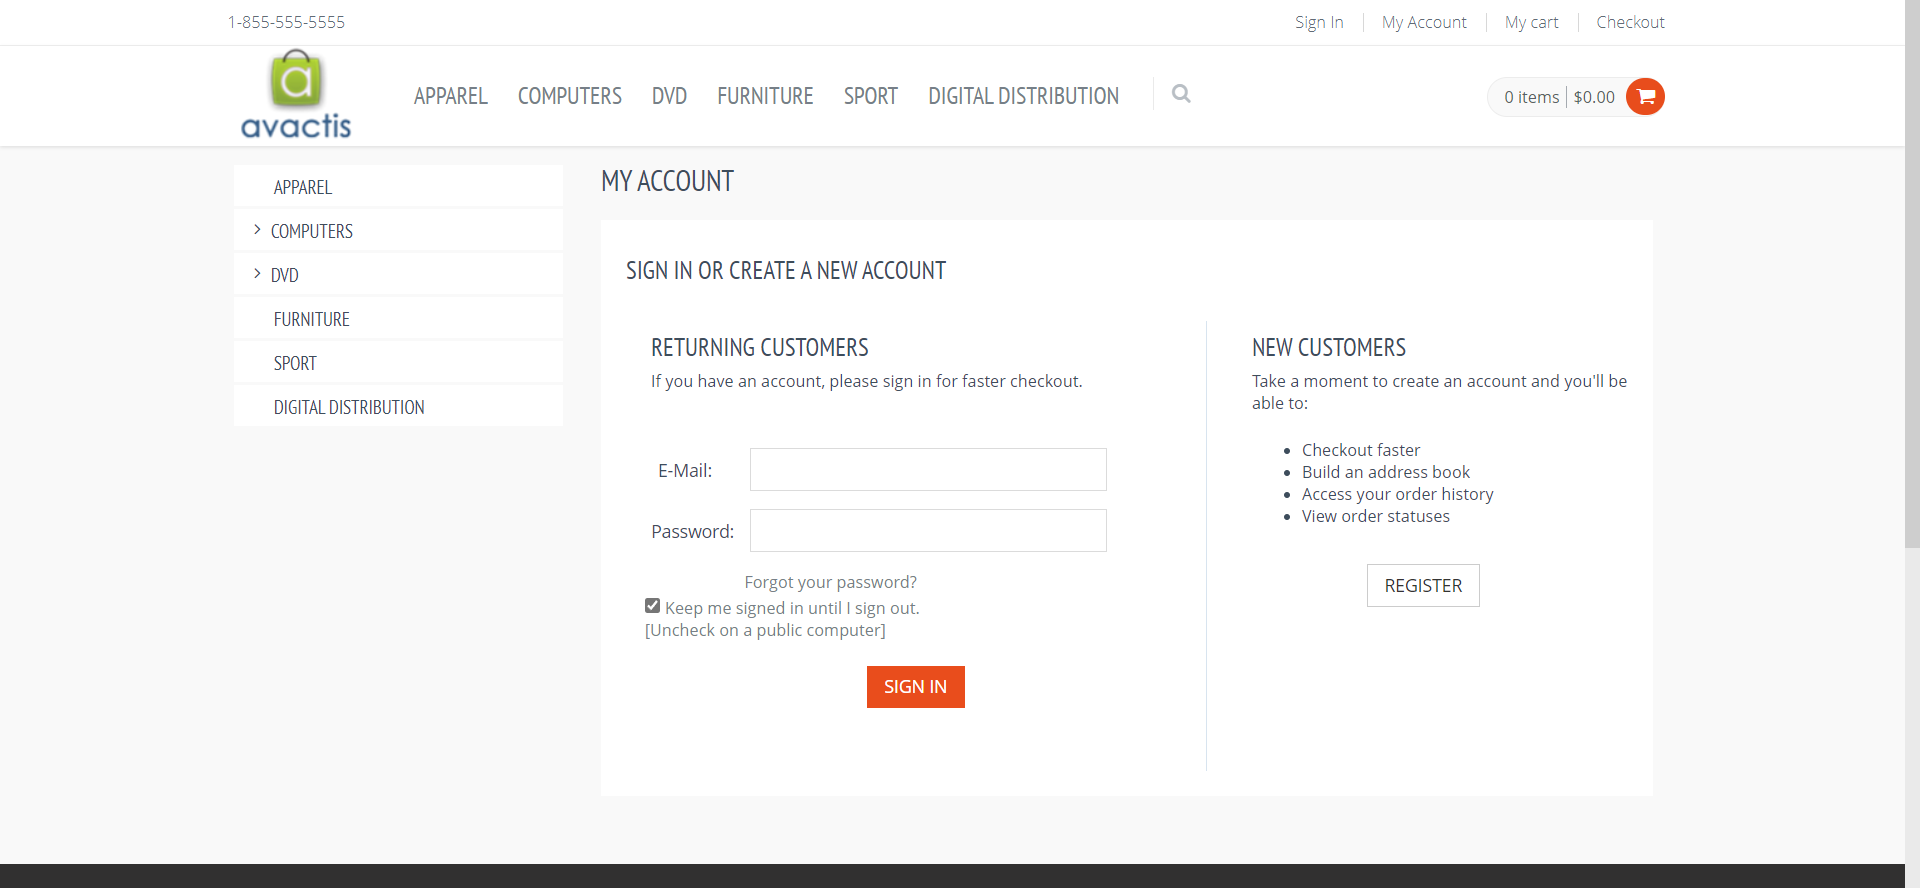 1-855-555-5555
Sign In
My Account
My cart
Checkout
avactis
APPAREL
COMPUTERS
DVD
FURNITURE
SPORT
DIGITAL DISTRIBUTION
0 items
$0.00
APPAREL
COMPUTERS
DVD
FURNITURE
SPORT
DIGITAL DISTRIBUTION
MY ACCOUNT
SIGN IN OR CREATE A NEW ACCOUNT
RETURNING CUSTOMERS
If you have an account, please sign in for faster checkout.
E-Mail:
Password:
Forgot your password?
Keep me signed in until I sign out.
[Uncheck on a public computer]
SIGN IN
NEW CUSTOMERS
Take a moment to create an account and you'll be
able to:
Checkout faster
Build an address book
Access your order history
View order statuses
REGISTER